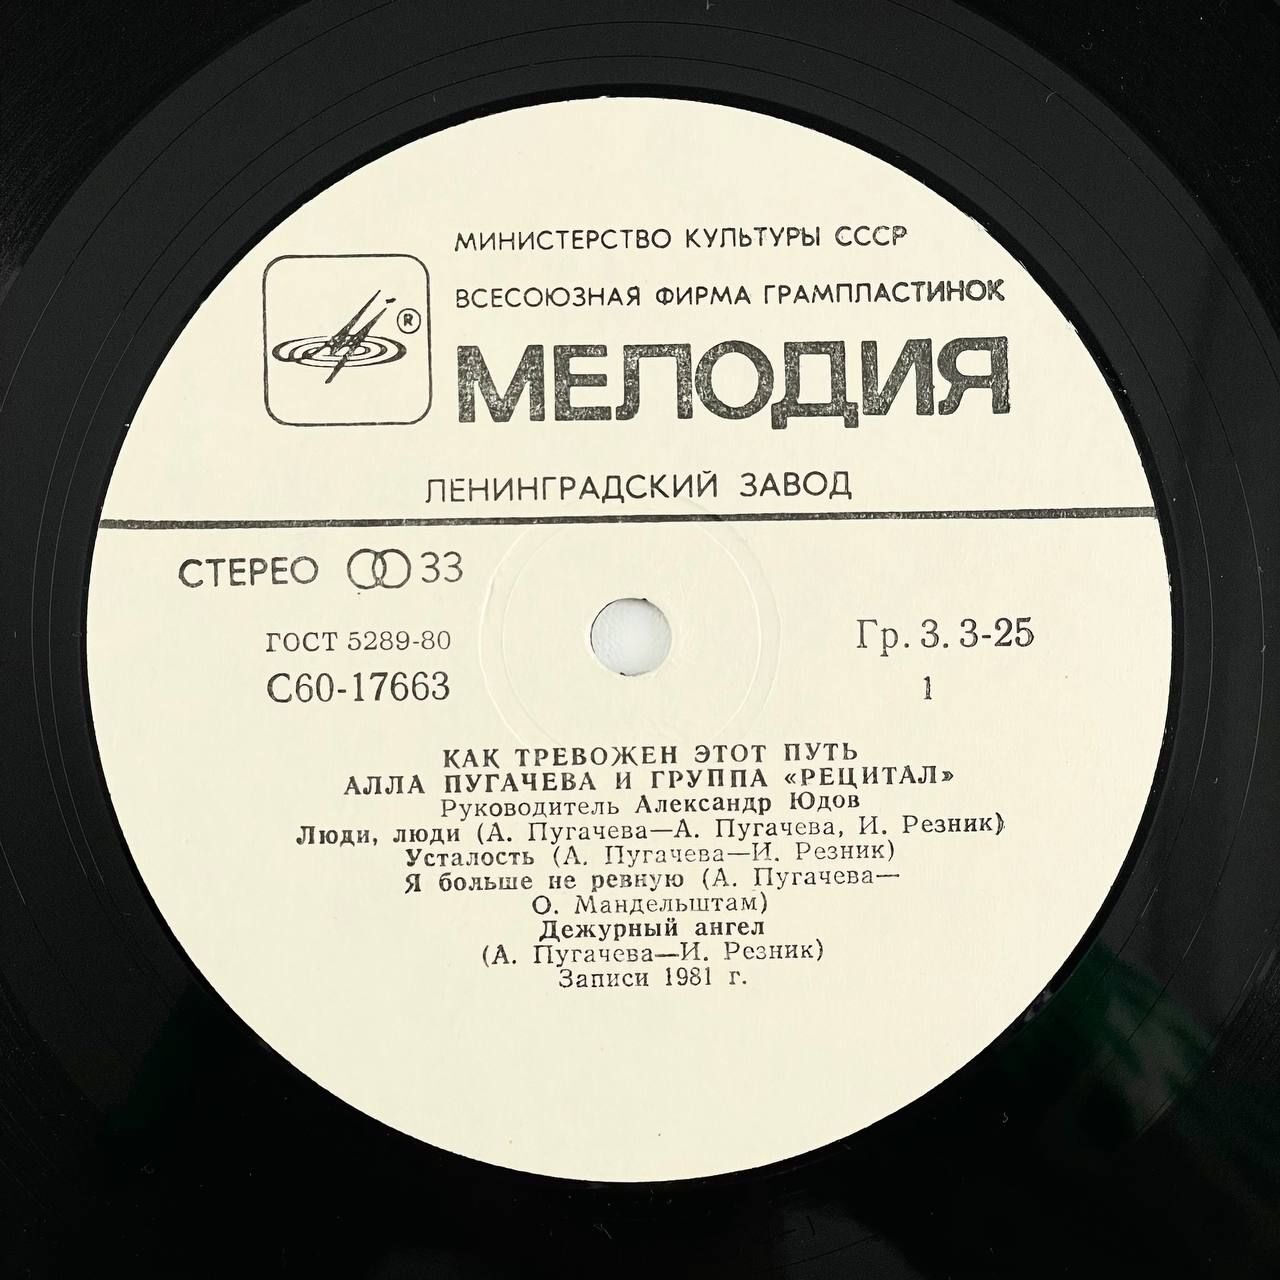 МИНИСТЕРСТВО КУЛЬТУРЫ СССР
ВСЕСОЮЗНАЯ ФИРМА ГРАМПЛАСТИНОК
®
МЕЛОДИЯ
ЛЕНИНГРАДСКИЙ ЗАВОД
СТЕРЕО 33
ГОСТ 5289-80
Гр. 3. 3-25
С60-17663
1
КАК ТРЕВОЖЕН ЭТОТ ПУТЬ
АЛЛА ПУГАЧЕВА И ГРУППА «РЕЦИТАЛ»
Руководитель Александр Юдов
Люди, люди (А. Пугачева—А. Пугачева, И. Резник)
Усталость (А. Пугачева—И. Резник)
Я больше не ревную (А. Пугачева—
О. Мандельштам)
Дежурный ангел
(А. Пугачева—И. Резник)
Записи 1981 г.